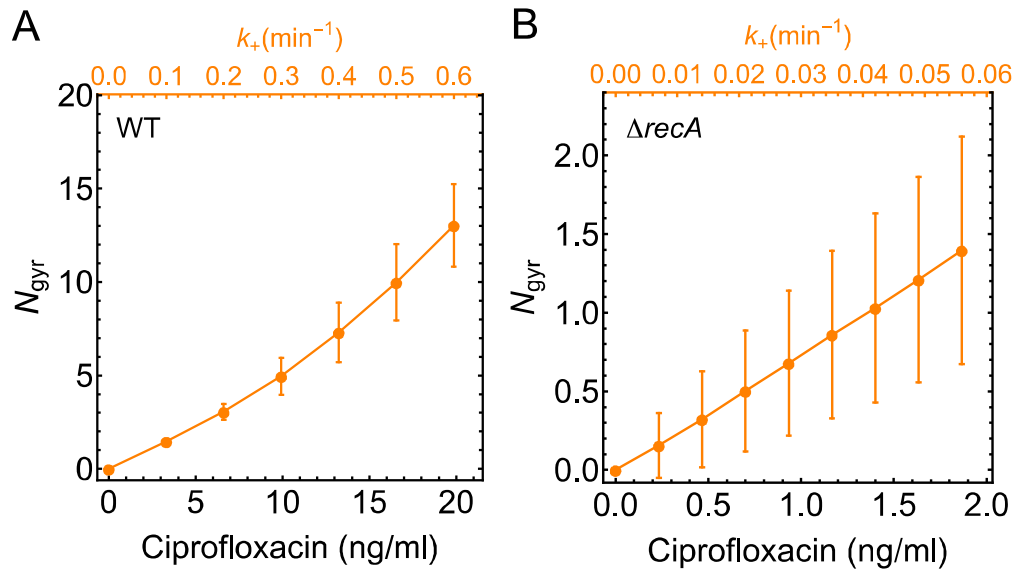 A
k₊(min⁻¹)
0.0 0.1 0.2 0.3 0.4 0.5 0.6
WT
20
15
10
5
0
N_gyr
0 5 10 15 20
Ciprofloxacin (ng/ml)
B
k₊(min⁻¹)
0.00 0.01 0.02 0.03 0.04 0.05 0.06
ΔrecA
2.0
1.5
1.0
0.5
0.0
N_gyr
0.0 0.5 1.0 1.5 2.0
Ciprofloxacin (ng/ml)